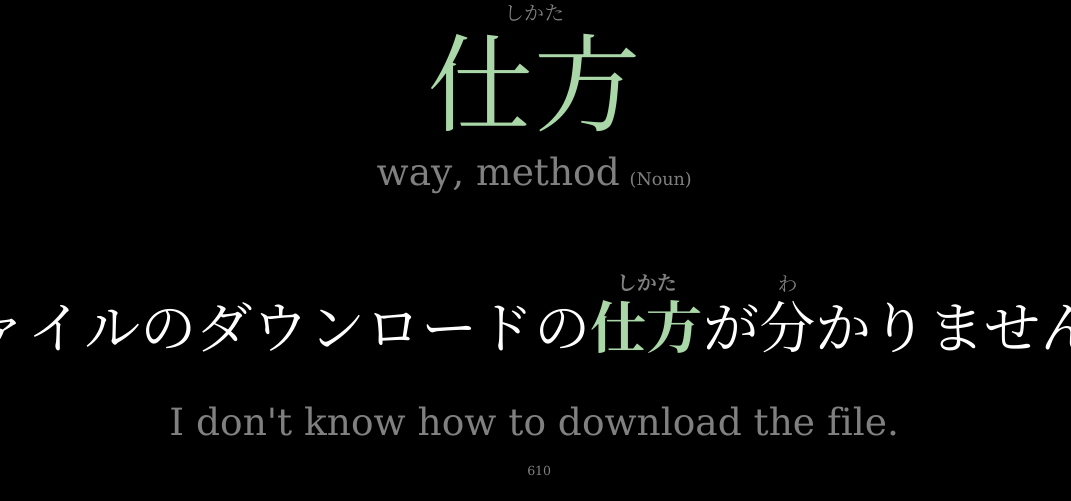 しかた
仕方
way, method (Noun)
しかた わ
ァイルのダウンロードの仕方が分かりません
I don't know how to download the file.
610